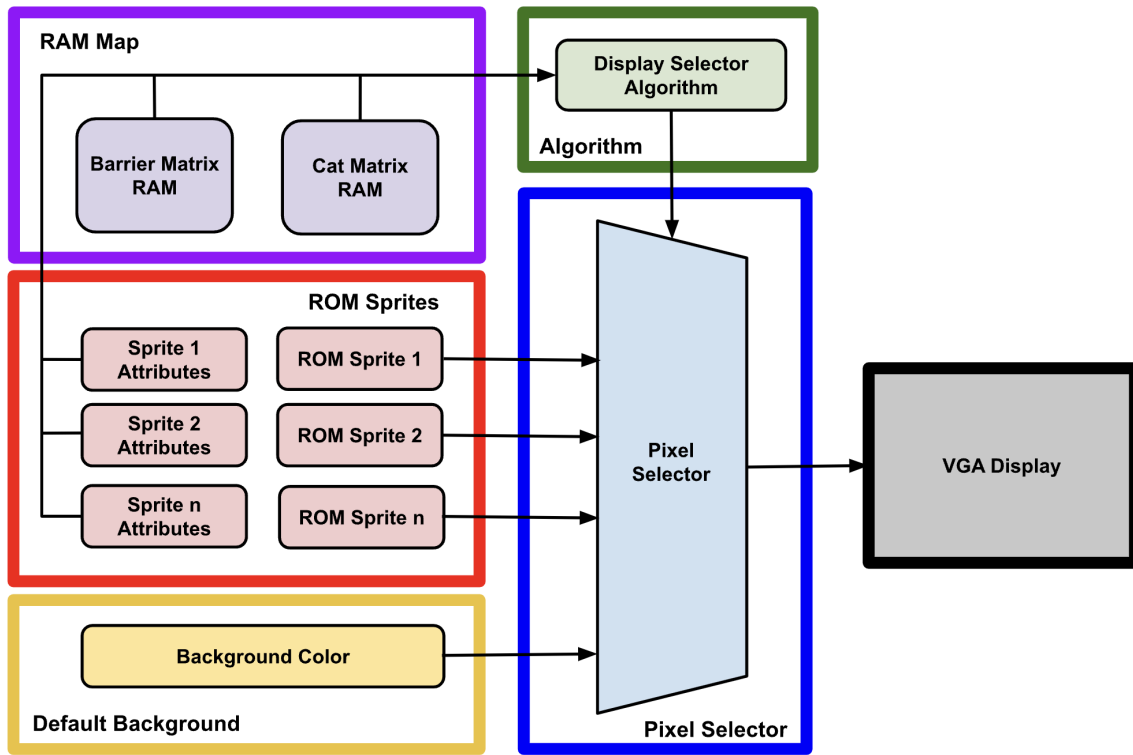 RAM Map
Barrier Matrix
RAM
Cat Matrix
RAM
Display Selector
Algorithm
Algorithm
ROM Sprites
Sprite 1
Attributes
ROM Sprite 1
Sprite 2
Attributes
ROM Sprite 2
Sprite n
Attributes
ROM Sprite n
Background Color
Default Background
Pixel
Selector
Pixel Selector
VGA Display